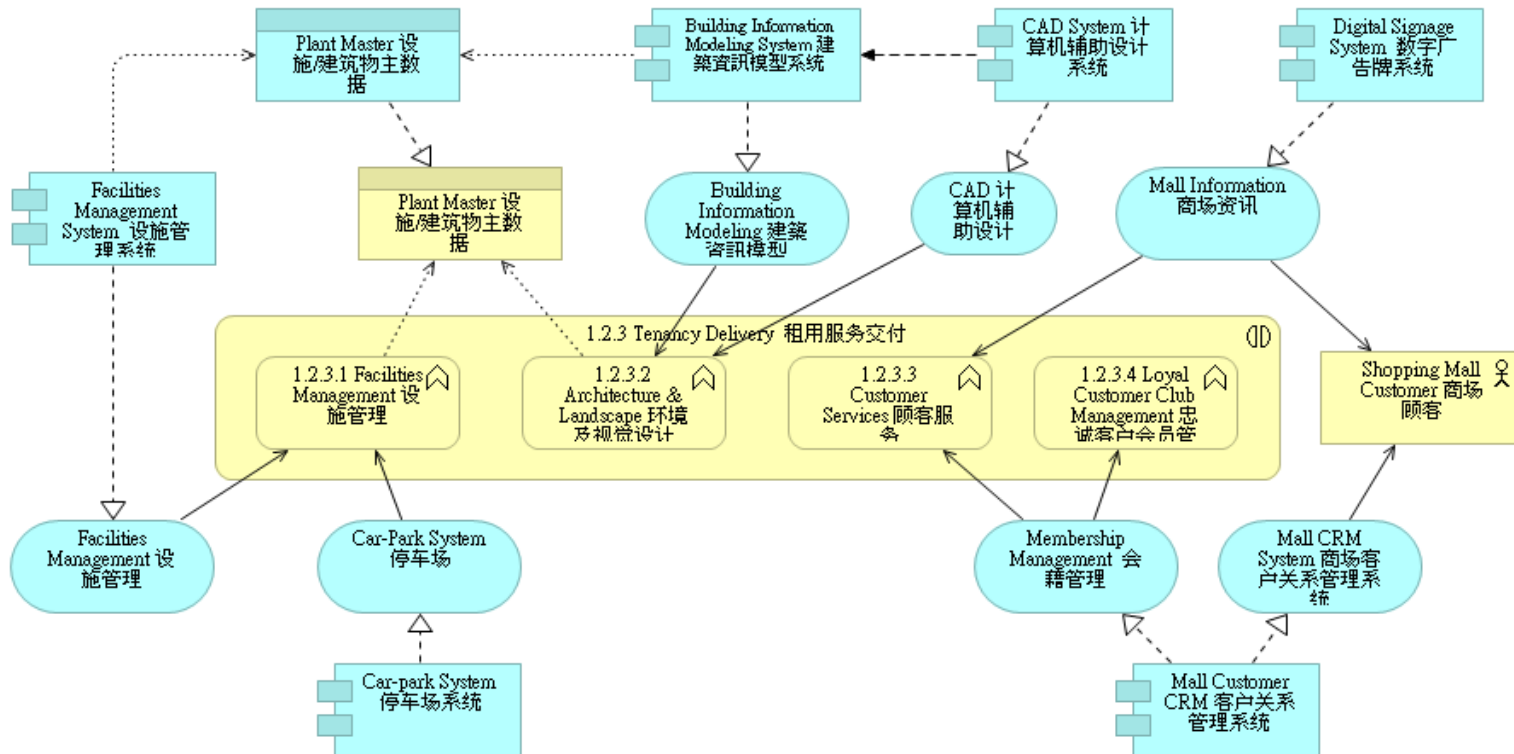 Plant Master 设
施/建筑物主数
据
Building Information
Modeling System 建
築資訊模型系统
CAD System 计
算机辅助设计
系统
Digital Signage
System 数字广
告牌系统
Facilities
Management
System 设施管
理系统
Plant Master 设
施/建筑物主数
据
Building
Information
Modeling 建築
資訊模型
CAD 计
算机辅
助设计
Mall Information
商场资讯
1.2.3 Tenancy Delivery 租用服务交付
1.2.3.1 Facilities
Management 设
施管理
1.2.3.2
Architecture &
Landscape 环境
及视觉设计
1.2.3.3
Customer
Services 顾客服
务
1.2.3.4 Loyal
Customer Club
Management 忠
诚客户会员管
Shopping Mall
Customer 商场
顾客
Facilities
Management 设
施管理
Car-Park System
停车场
Membership
Management 会
籍管理
Mall CRM
System 商场客
户关系管理系
统
Car-park System
停车场系统
Mall Customer
CRM 客户关系
管理系统